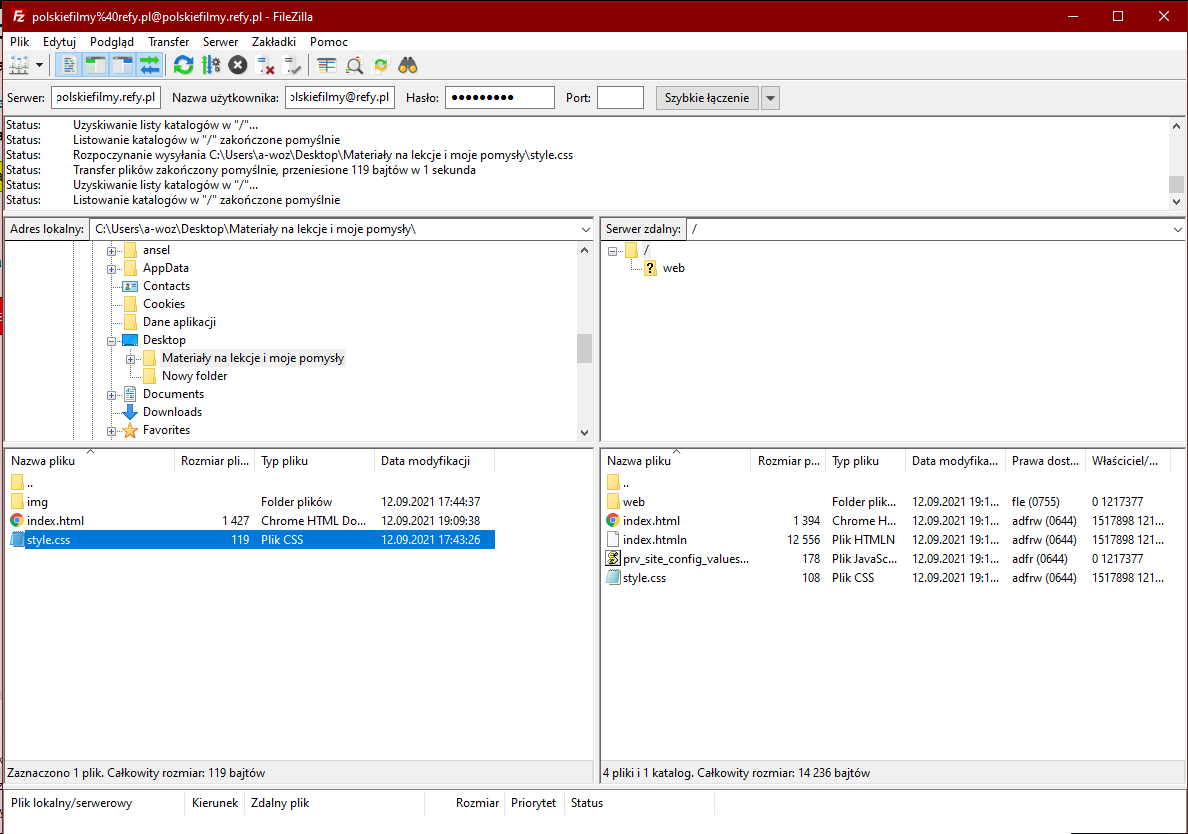 polskiefilmy%40refy.pl@polskiefilmy.refy.pl - FileZilla
Plik Edytuj Podgląd Transfer Serwer Zakładki Pomoc
Serwer: polskiefilmy.refy.pl Nazwa użytkownika: olskiefilmy@refy.pl Hasło: ●●●●●●●●● Port: Szybkie łączenie
Status: Uzyskiwanie listy katalogów w "/"...
Status: Listowanie katalogów w "/" zakończone pomyślnie
Status: Rozpoczynanie wysyłania C:\Users\a-woz\Desktop\Materiały na lekcje i moje pomysły\style.css
Status: Transfer plików zakończony pomyślnie, przeniesione 119 bajtów w 1 sekunda
Status: Uzyskiwanie listy katalogów w "/"...
Status: Listowanie katalogów w "/" zakończone pomyślnie
Adres lokalny: C:\Users\a-woz\Desktop\Materiały na lekcje i moje pomysły\
ansel
AppData
Contacts
Cookies
Dane aplikacji
Desktop
Materiały na lekcje i moje pomysły
Nowy folder
Documents
Downloads
Favorites
Serwer zdalny: /
/
web
Nazwa pliku Rozmiar pli... Typ pliku Data modyfikacji
..
img Folder plików 12.09.2021 17:44:37
index.html 1 427 Chrome HTML Do... 12.09.2021 19:09:38
style.css 119 Plik CSS 12.09.2021 17:43:26
Zaznaczono 1 plik. Całkowity rozmiar: 119 bajtów
Nazwa pliku Rozmiar p... Typ pliku Data modyfika... Prawa dost... Właściciel/...
..
web Folder plik... 12.09.2021 19:1... fle (0755) 0 1217377
index.html 1 394 Chrome H... 12.09.2021 19:1... adfrw (0644) 1517898 121...
index.htmln 12 556 Plik HTMLN 12.09.2021 19:1... adfrw (0644) 1517898 121...
prv_site_config_values... 178 Plik JavaSc... 12.09.2021 19:1... adfr (0644) 0 1217377
style.css 108 Plik CSS 12.09.2021 19:1... adfrw (0644) 1517898 121...
4 pliki i 1 katalog. Całkowity rozmiar: 14 236 bajtów
Plik lokalny/serwerowy Kierunek Zdalny plik Rozmiar Priorytet Status